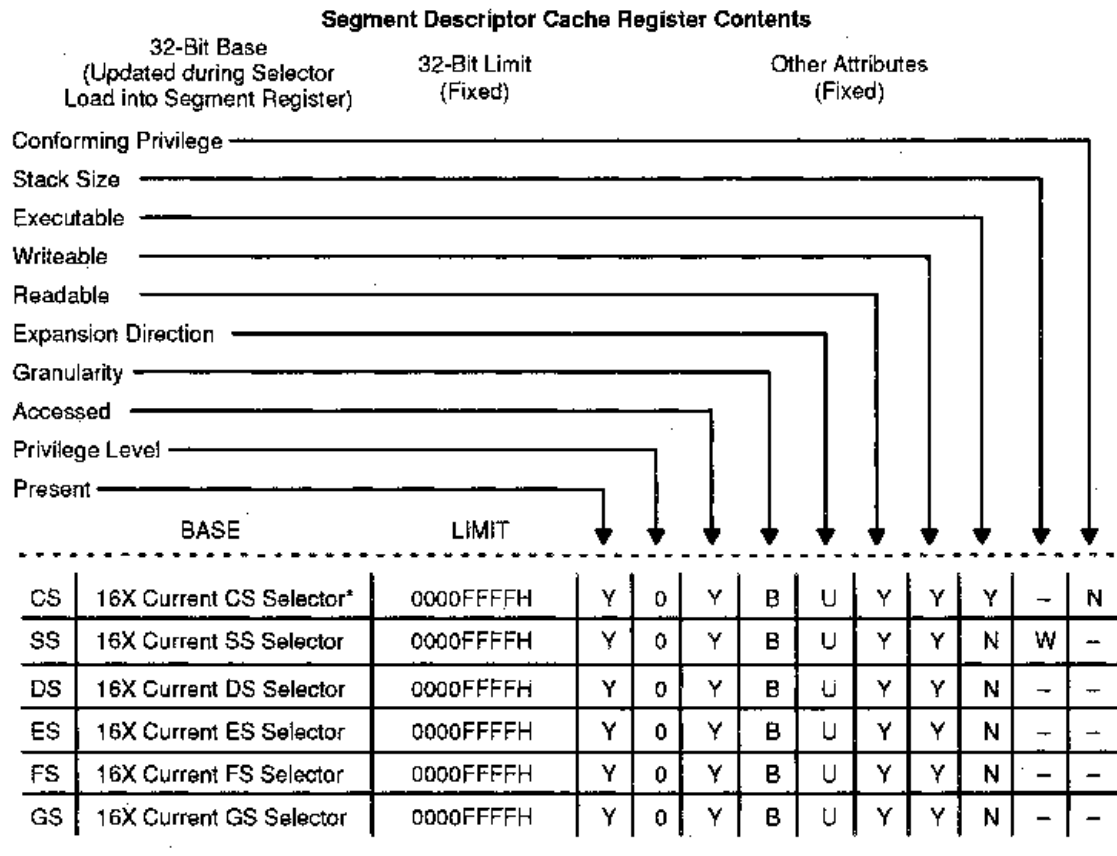 Segment Descriptor Cache Register Contents
32-Bit Base
(Updated during Selector
Load into Segment Register)
32-Bit Limit
(Fixed)
Other Attributes
(Fixed)
Conforming Privilege
Stack Size
Executable
Writeable
Readable
Expansion Direction
Granularity
Accessed
Privilege Level
Present
BASE LIMIT
CS 16X Current CS Selector* 0000FFFFH Y 0 Y B U Y Y Y – N
SS 16X Current SS Selector 0000FFFFH Y 0 Y B U Y Y N W –
DS 16X Current DS Selector 0000FFFFH Y 0 Y B U Y Y N – –
ES 16X Current ES Selector 0000FFFFH Y 0 Y B U Y Y N – –
FS 16X Current FS Selector 0000FFFFH Y 0 Y B U Y Y N – –
GS 16X Current GS Selector 0000FFFFH Y 0 Y B U Y Y N – –